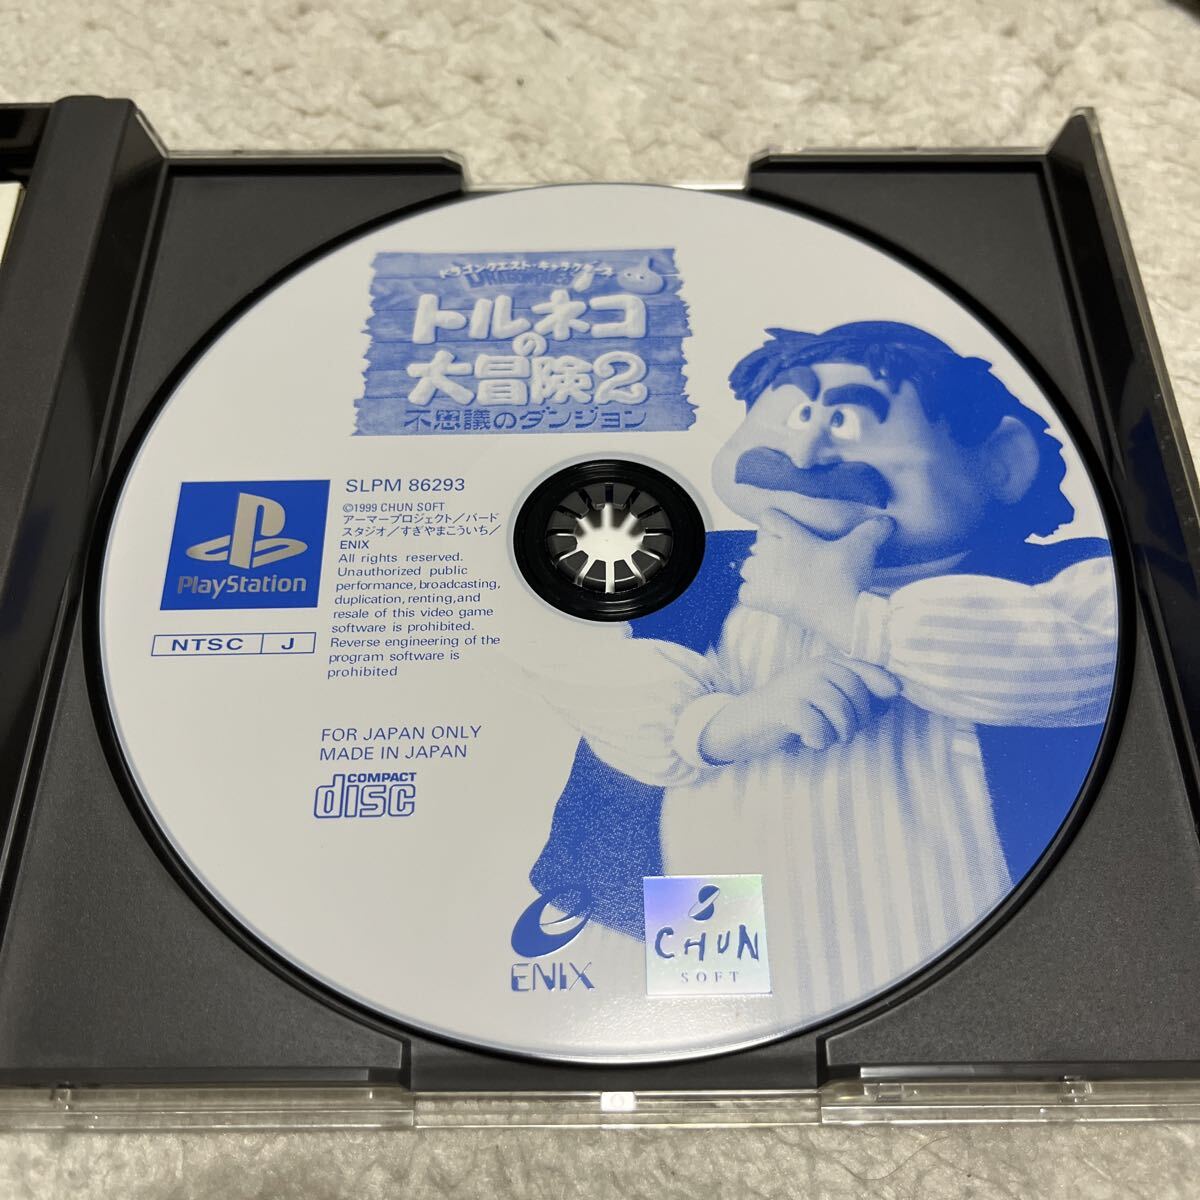 ドラゴンクエスト・キャラクターズ
DRAGON QUEST
トルネコ
の
大冒険2
不思議のダンジョン
SLPM 86293
©1999 CHUN SOFT
アーマープロジェクト/バード
スタジオ/すぎやまこういち/
ENIX
All rights reserved.
Unauthorized public
performance, broadcasting,
duplication, renting, and
resale of this video game
software is prohibited.
Reverse engineering of the
program software is
prohibited
PlayStation
NTSC J
FOR JAPAN ONLY
MADE IN JAPAN
COMPACT
disc
ENIX
CHUN
SOFT